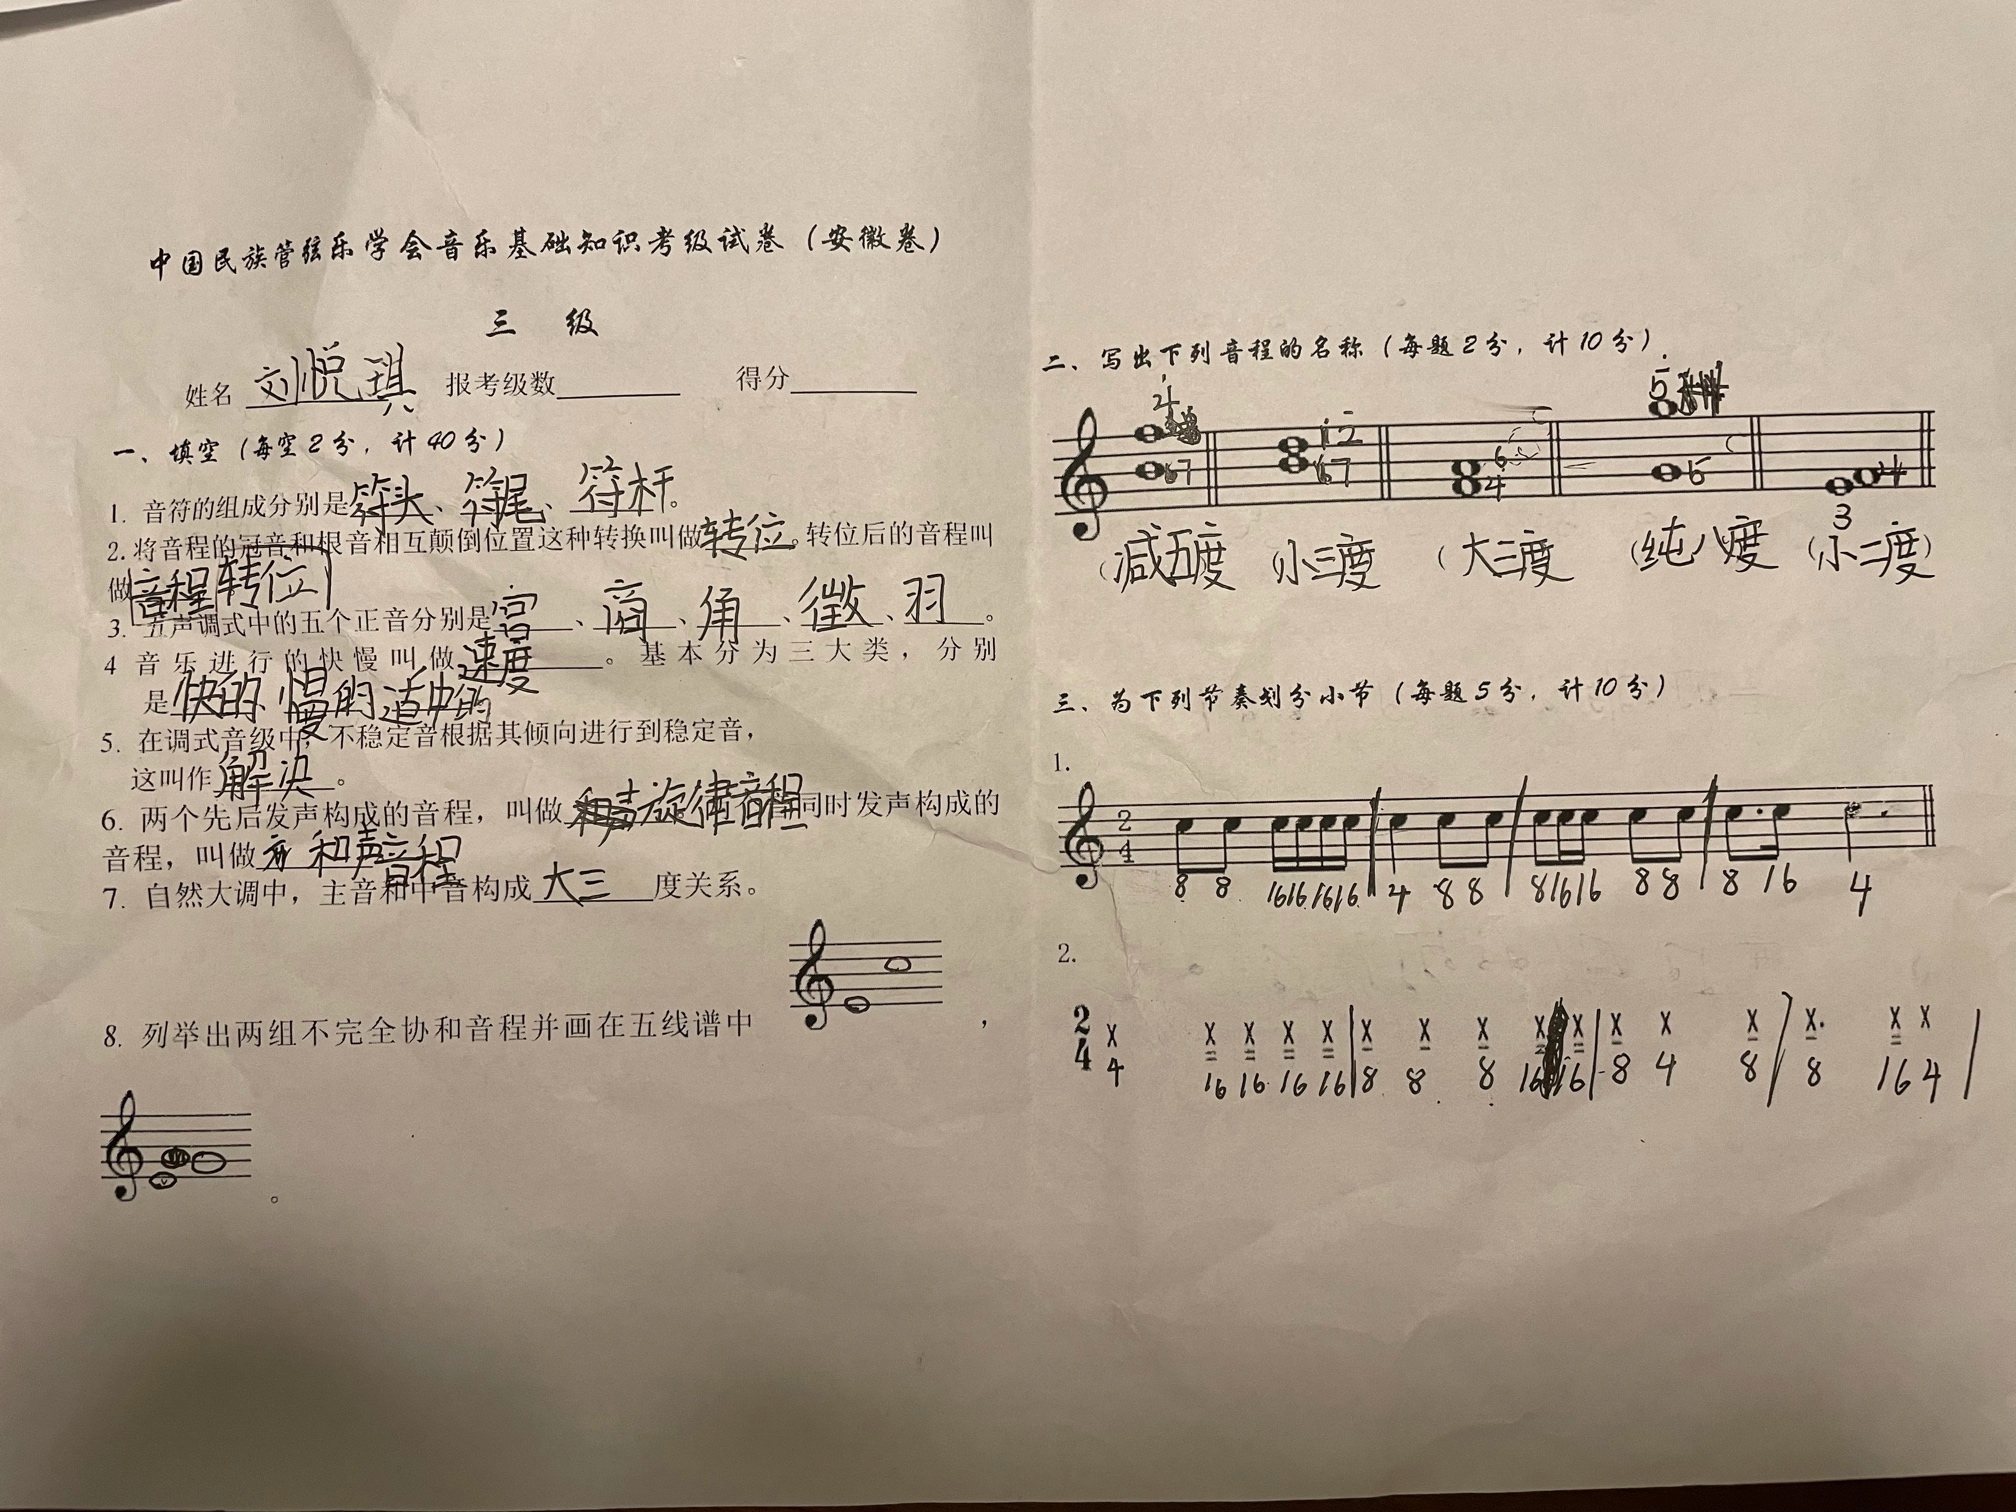 中国民族管弦乐学会音乐基础知识考级试卷（安徽卷）
三 级
姓名 刘悦琪 报考级数 得分
一、填空（每空2分，计40分）
1. 音符的组成分别是符头、符尾、符杆。
2.将音程的冠音和根音相互颠倒位置这种转换叫做转位。转位后的音程叫
做音程转位
3. 五声调式中的五个正音分别是宫、商、角、徵、羽。
4 音乐进行的快慢叫做速度。基本分为三大类，分别
是快的、慢的 适中的
5. 在调式音级中，不稳定音根据其倾向进行到稳定音，
这叫作解决。
6. 两个先后发声构成的音程，叫做旋律音程同时发声构成的
音程，叫做和声音程
7. 自然大调中，主音和中音构成大三度关系。
8. 列举出两组不完全协和音程并画在五线谱中 ，
。
二、写出下列音程的名称（每题2分，计10分）
4 7 1 2 6 7 6 4 5 5 3 4
（减五度 （小三度 （大三度 （纯八度 （小二度）
三、为下列节奏划分小节（每题5分，计10分）
1.
2 4
8 8 16 16 16 16 4 8 8 8 16 16 8 8 8 16 4
2.
2 4 X X X X X X X X X X X X X X. X X
4 16 16 16 16 8 8 8 16 16 8 4 8 8 16 4